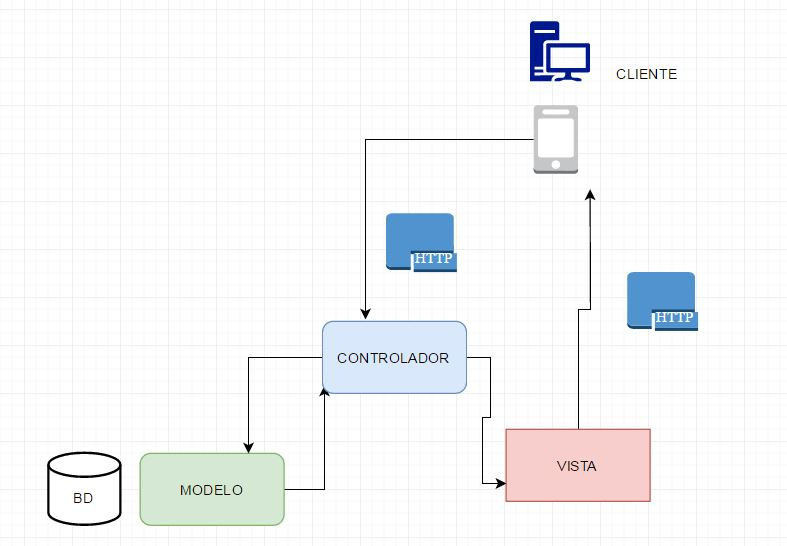 CLIENTE
HTTP
HTTP
CONTROLADOR
VISTA
MODELO
BD